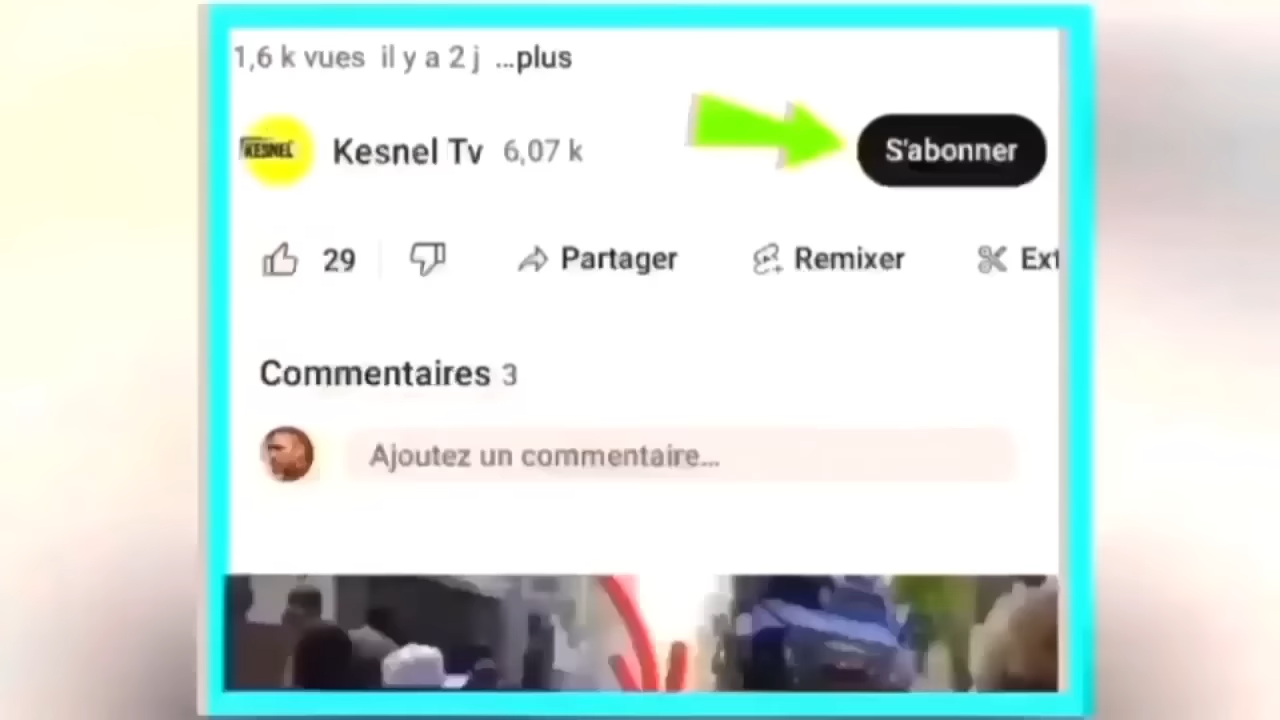 1,6 k vues il y a 2 j ...plus
KESNEL
Kesnel Tv 6,07 k
S'abonner
29
Partager
Remixer
Ext
Commentaires 3
Ajoutez un commentaire...